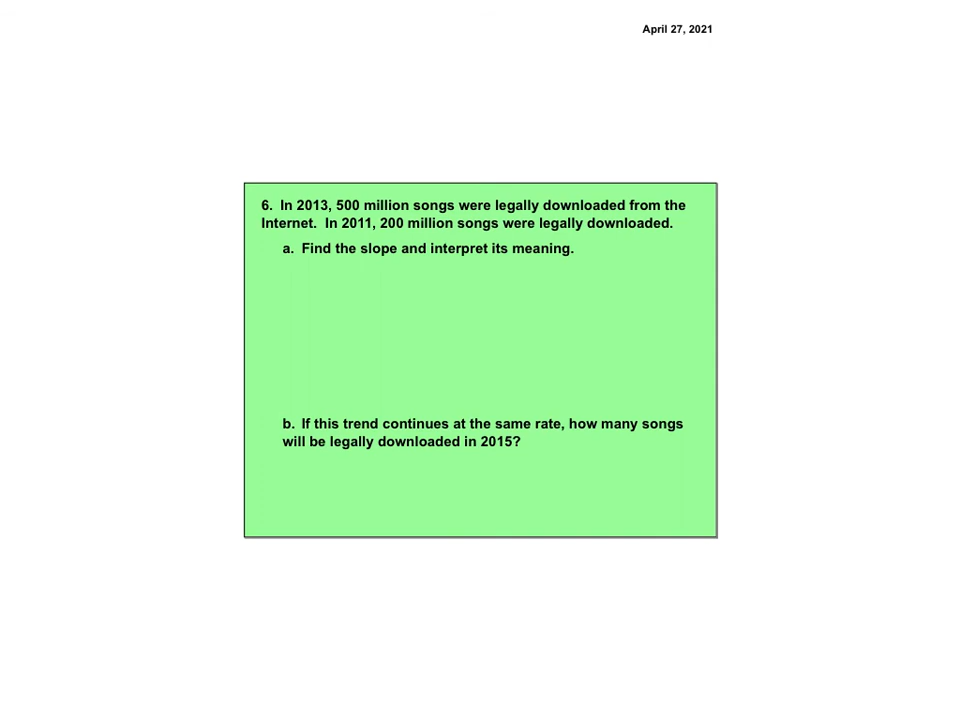 April 27, 2021
6. In 2013, 500 million songs were legally downloaded from the
Internet. In 2011, 200 million songs were legally downloaded.
a. Find the slope and interpret its meaning.
b. If this trend continues at the same rate, how many songs
will be legally downloaded in 2015?